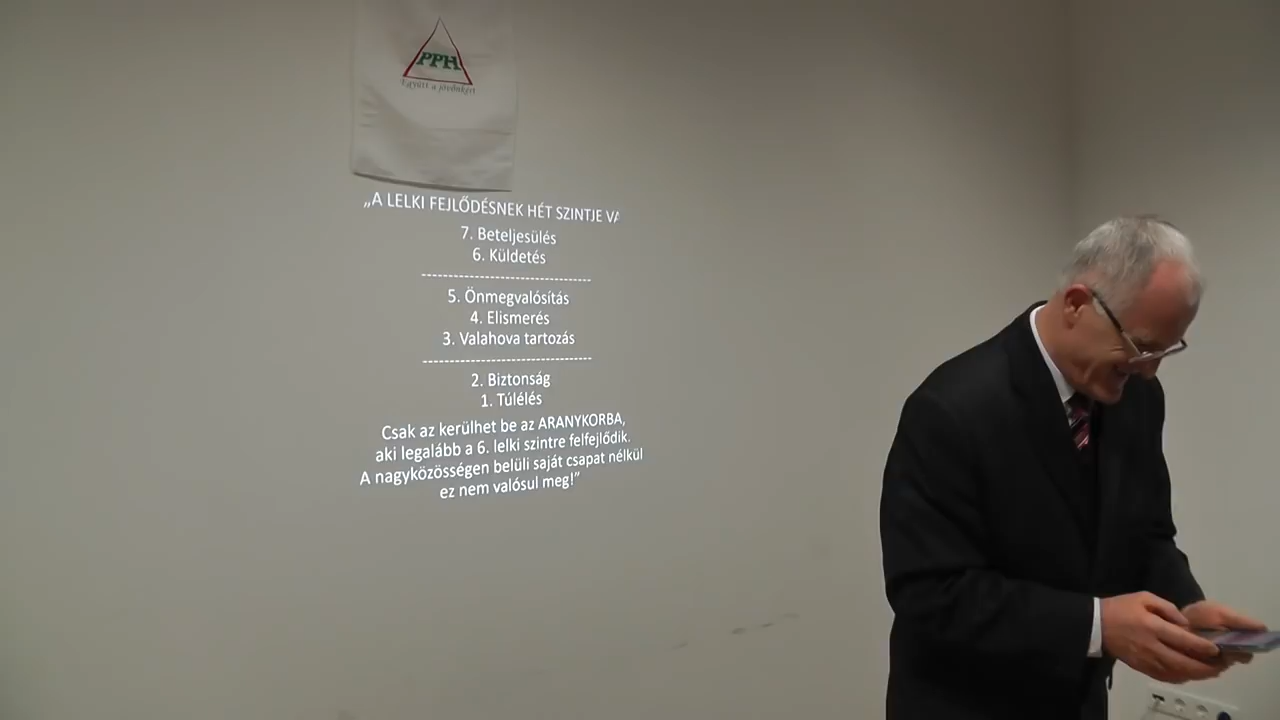 PPH
Együtt a jövőnkért
„A LELKI FEJLŐDÉSNEK HÉT SZINTJE VA
7. Beteljesülés
6. Küldetés
5. Önmegvalósítás
4. Elismerés
3. Valahova tartozás
2. Biztonság
1. Túlélés
Csak az kerülhet be az ARANYKORBA,
aki legalább a 6. lelki szintre felfejlődik.
A nagyközösségen belüli saját csapat nélkül
ez nem valósul meg!”